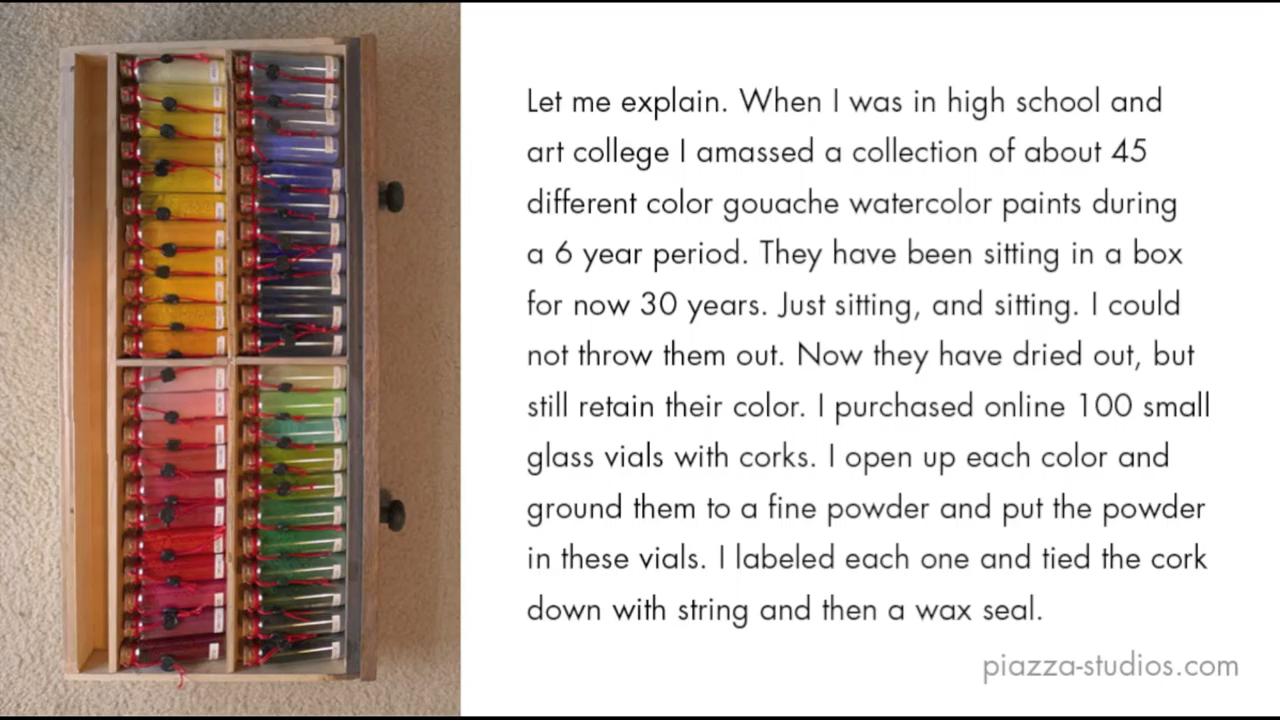 Let me explain. When I was in high school and
art college I amassed a collection of about 45
different color gouache watercolor paints during
a 6 year period. They have been sitting in a box
for now 30 years. Just sitting, and sitting. I could
not throw them out. Now they have dried out, but
still retain their color. I purchased online 100 small
glass vials with corks. I open up each color and
ground them to a fine powder and put the powder
in these vials. I labeled each one and tied the cork
down with string and then a wax seal.
piazza-studios.com